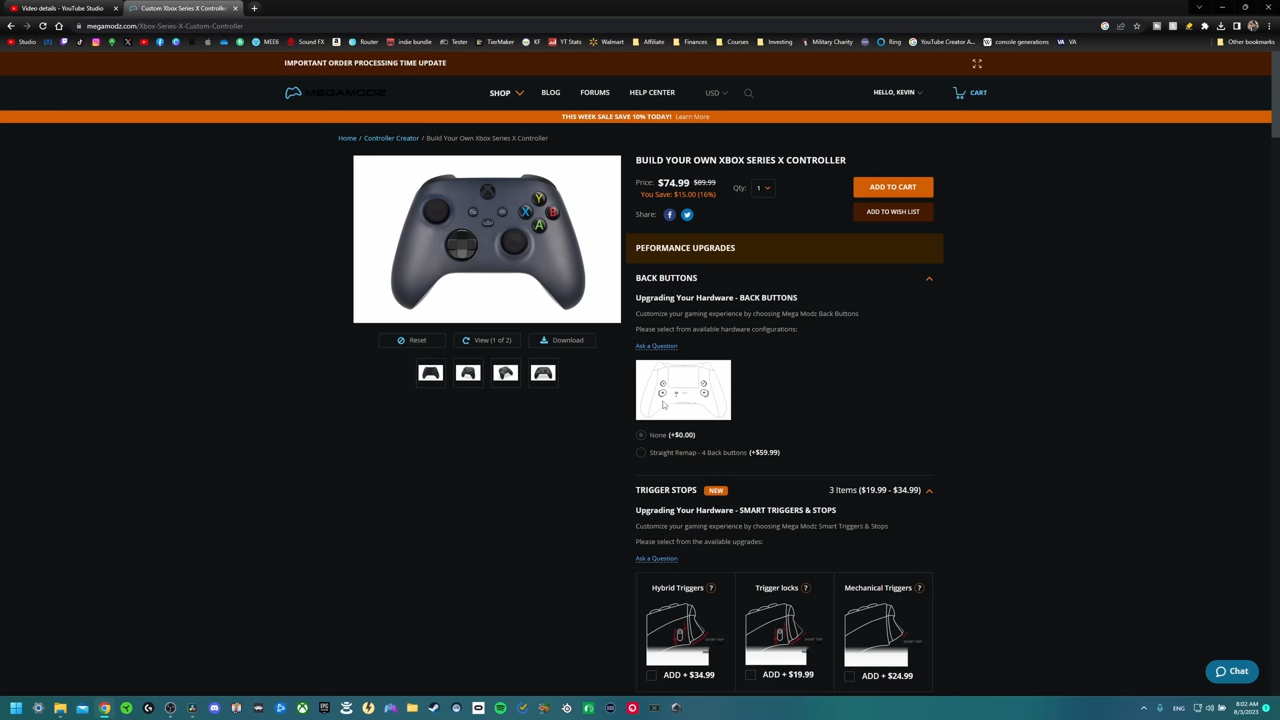 Video details - YouTube Studio
Custom Xbox Series X Controller
megamodz.com/Xbox-Series-X-Custom-Controller
Studio
MEE6
Sound FX
Router
indie bundle
Tester
TierMaker
KF
YT Stats
Walmart
Affiliate
Finances
Courses
Investing
Military Charity
Ring
YouTube Creator A...
console generations
VA
Other bookmarks
IMPORTANT ORDER PROCESSING TIME UPDATE
MEGAMODZ
SHOP
BLOG
FORUMS
HELP CENTER
USD
HELLO, KEVIN
CART
THIS WEEK SALE SAVE 10% TODAY! Learn More
Home / Controller Creator / Build Your Own Xbox Series X Controller
BUILD YOUR OWN XBOX SERIES X CONTROLLER
Price: $74.99 $89.99
You Save: $15.00 (16%)
Qty: 1
ADD TO CART
Share:
ADD TO WISH LIST
Y
X
B
A
Reset
View (1 of 2)
Download
PEFORMANCE UPGRADES
BACK BUTTONS
Upgrading Your Hardware - BACK BUTTONS
Customize your gaming experience by choosing Mega Modz Back Buttons
Please select from available hardware configurations:
Ask a Question
None (+$0.00)
Straight Remap - 4 Back buttons (+$59.99)
TRIGGER STOPS NEW 3 Items ($19.99 - $34.99)
Upgrading Your Hardware - SMART TRIGGERS & STOPS
Customize your gaming experience by choosing Mega Modz Smart Triggers & Stops
Please select from the available upgrades:
Ask a Question
Hybrid Triggers ?
Trigger locks ?
Mechanical Triggers ?
ADD + $34.99
ADD + $19.99
ADD + $24.99
Chat
ENG
8:02 AM
8/3/2023